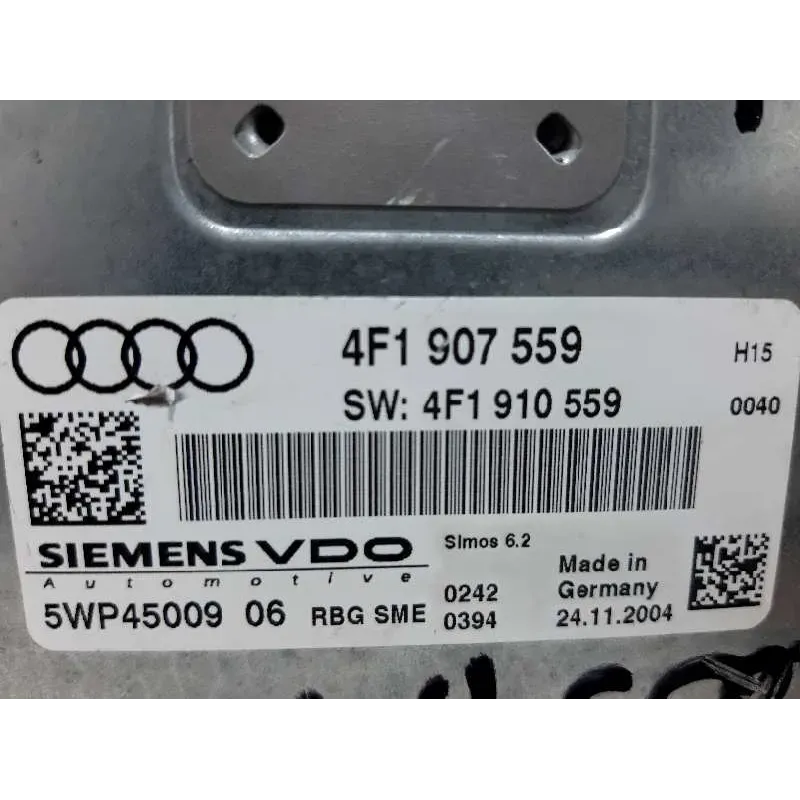 4F1 907 559
H15
SW: 4F1 910 559
0040
SIEMENS VDO
Automotive
Simos 6.2
5WP45009 06 RBG SME
0242
0394
Made in
Germany
24.11.2004